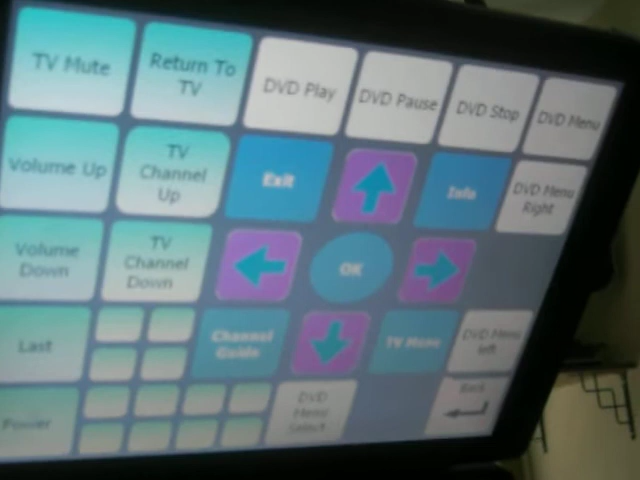 TV Mute
Return To
TV
DVD Play
DVD Pause
DVD Stop
DVD Menu
Volume Up
TV
Channel
Up
Exit
Info
DVD Menu
Right
Volume
Down
TV
Channel
Down
OK
Last
Channel
Guide
TV Menu
DVD Menu
left
Power
DVD
Menu
Select
Back